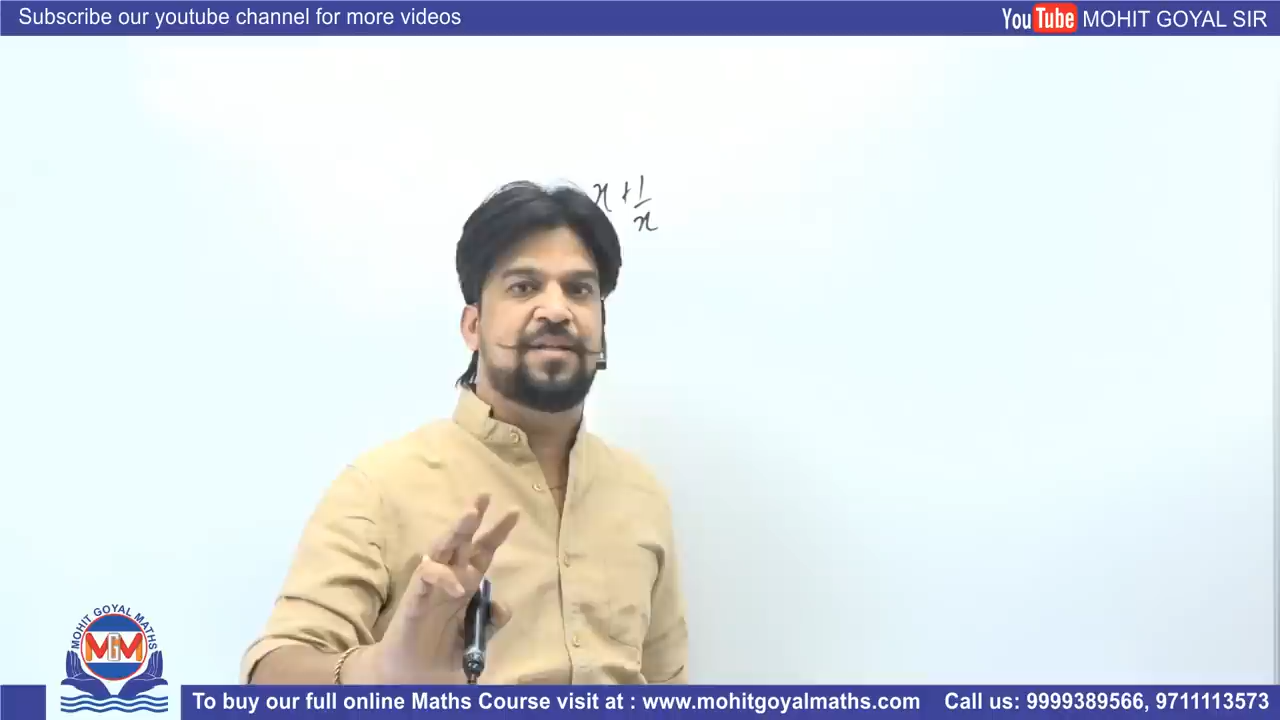 Subscribe our youtube channel for more videos
YouTube MOHIT GOYAL SIR
x + 1/x
MOHIT GOYAL MATHS
MGM
To buy our full online Maths Course visit at : www.mohitgoyalmaths.com Call us: 9999389566, 9711113573